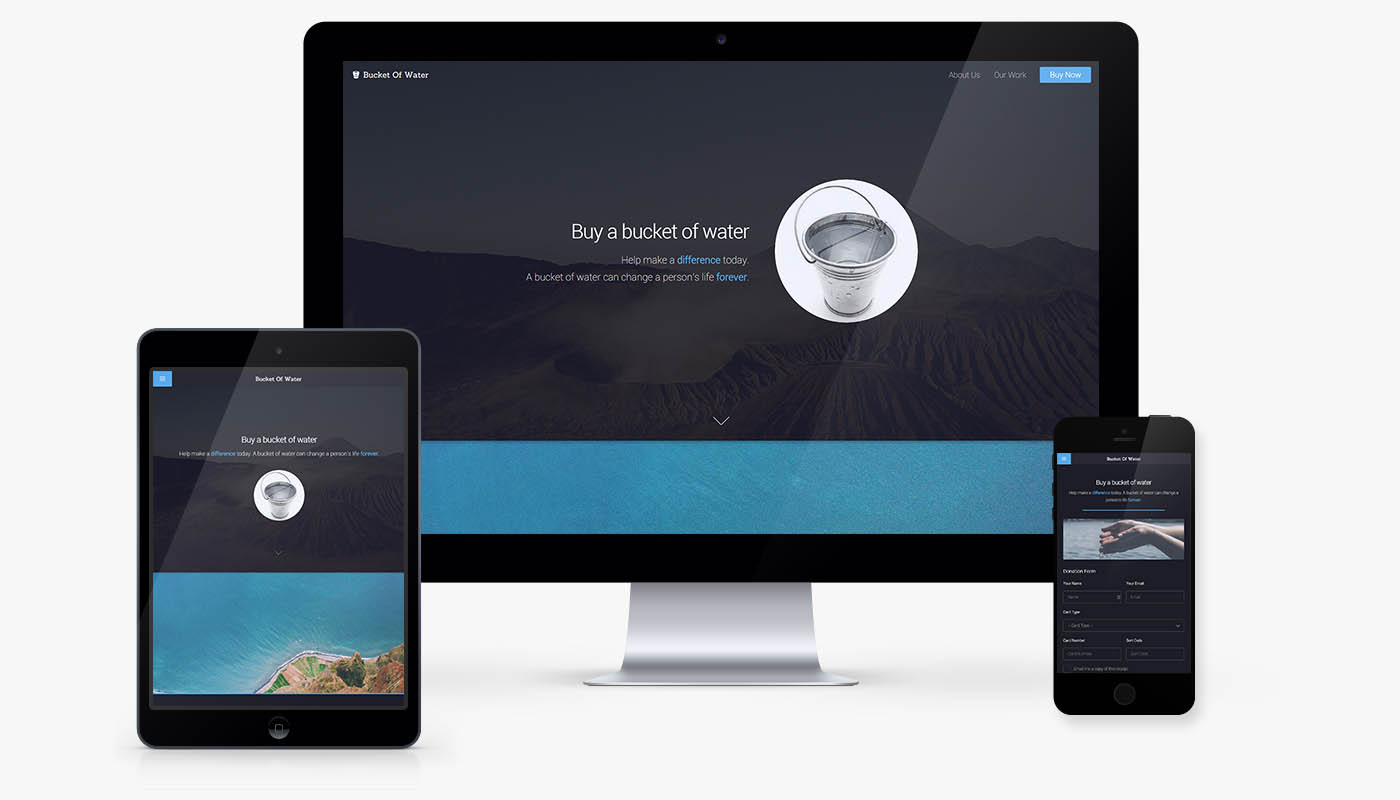 Bucket Of Water
About Us
Our Work
Buy Now
Buy a bucket of water
Help make a difference today.
A bucket of water can change a person's life forever.
Bucket Of Water
Buy a bucket of water
Help make a difference today. A bucket of water can change a person's life forever.
Bucket Of Water
Buy a bucket of water
Help make a difference today. A bucket of water can change a
person's life forever.
Donation Form
Your Name
Your Email
Name
Email
Card Type
- Card Type -
Card Number
Sort Code
Card Number
Sort Code
Email me a copy of this receipt